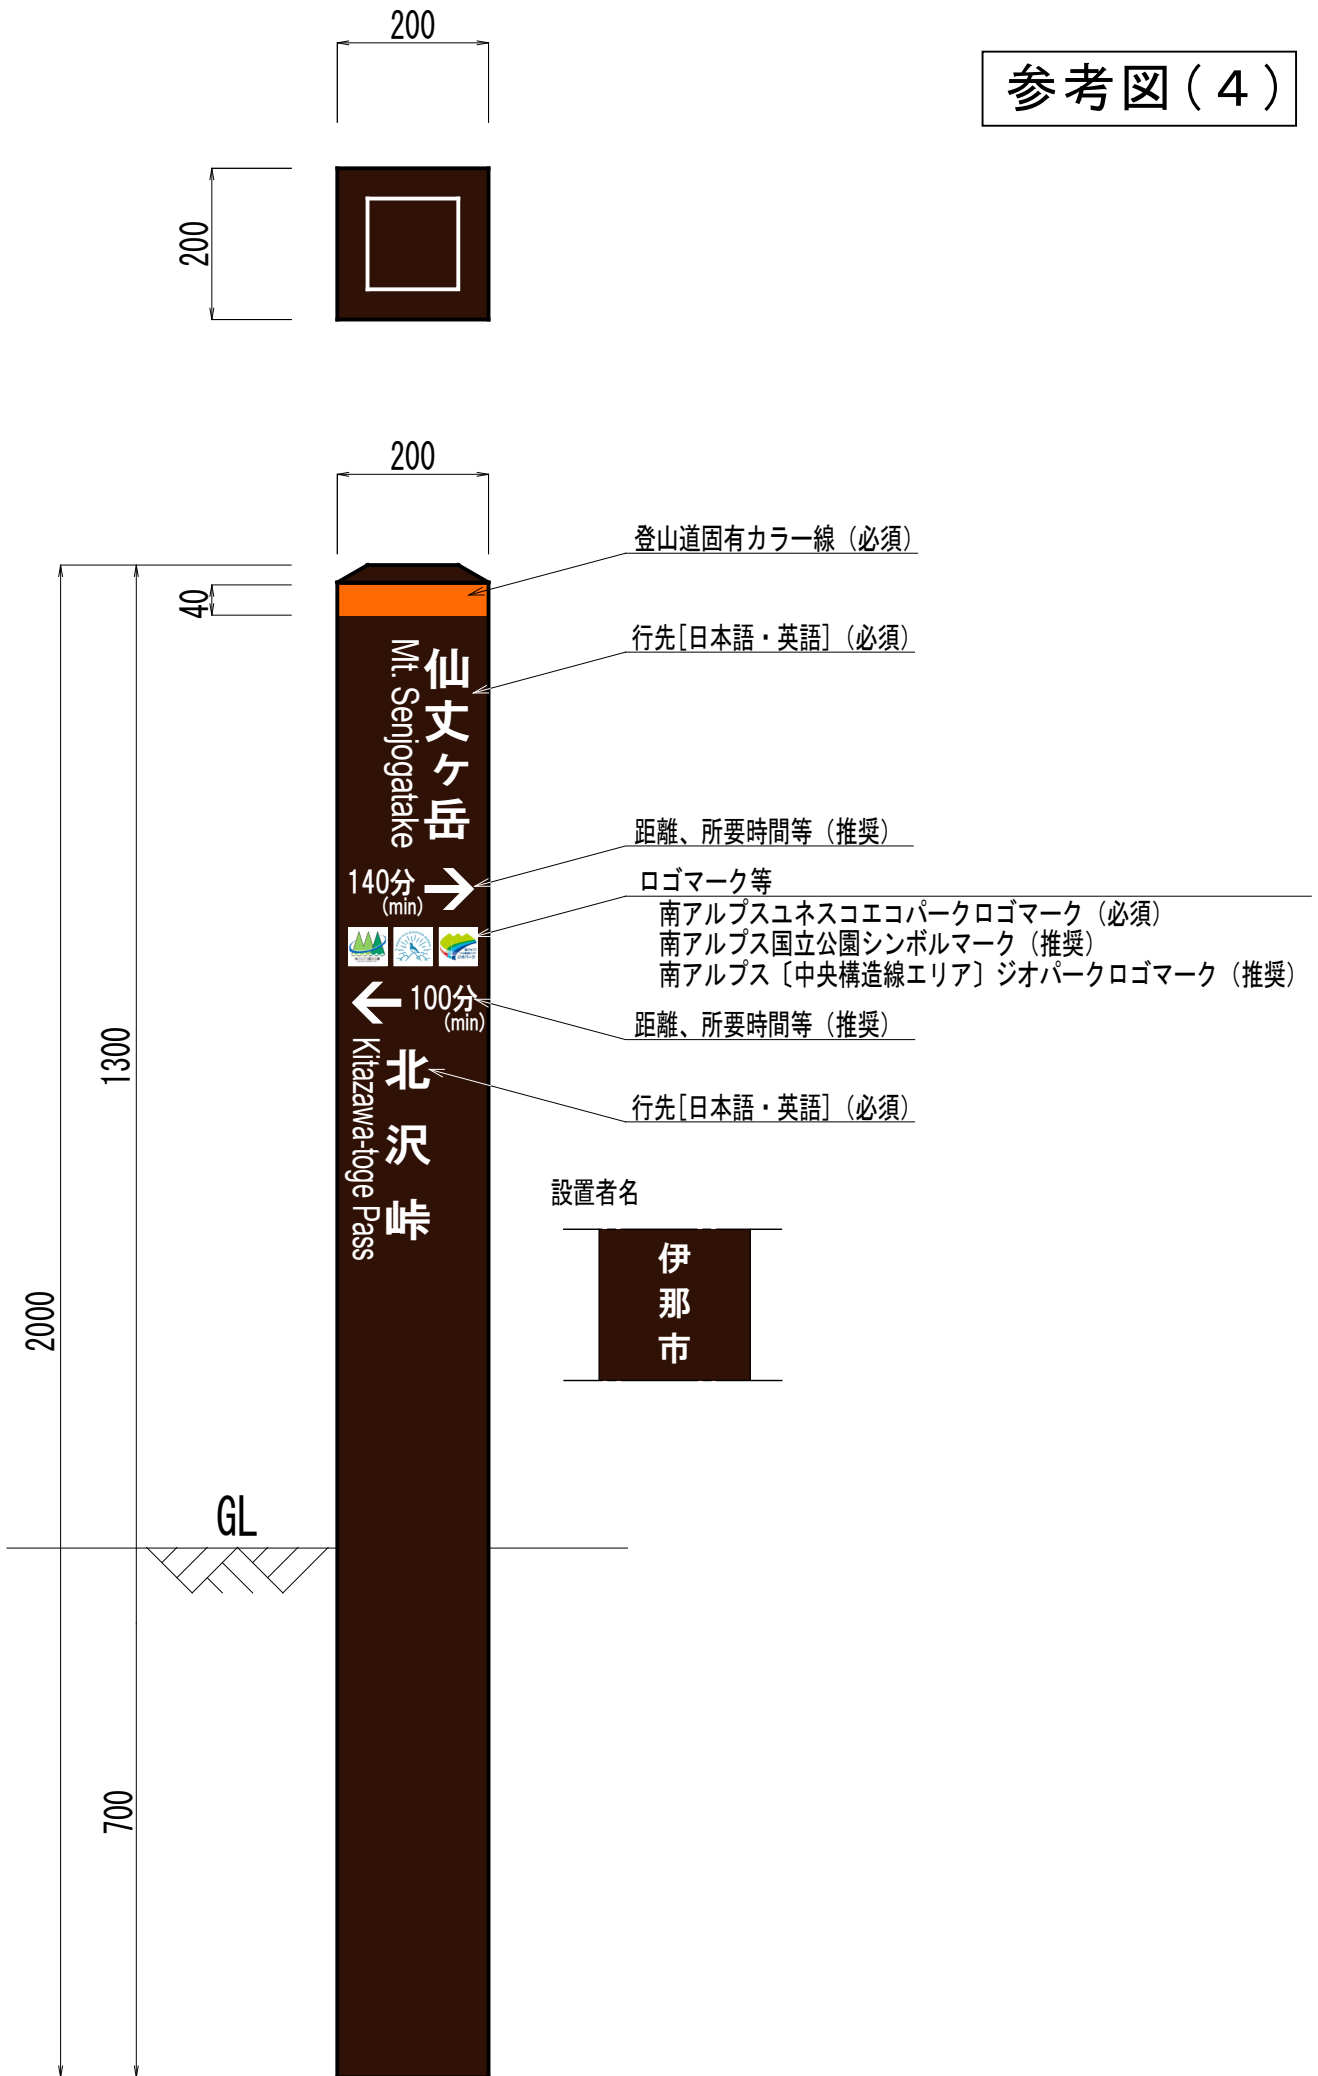 200
参考図(４)
200
200
登山道固有カラー線（必須）
40
行先[日本語・英語]（必須）
仙丈ヶ岳
Mt. Senjogatake
距離、所要時間等（推奨）
140分
(min)
ロゴマーク等
南アルプスユネスコエコパークロゴマーク（必須）
南アルプス国立公園シンボルマーク（推奨）
南アルプス〔中央構造線エリア〕ジオパークロゴマーク（推奨）
100分
(min)
距離、所要時間等（推奨）
北沢峠
Kitazawa-toge Pass
行先[日本語・英語]（必須）
1300
設置者名
伊那市
2000
GL
700